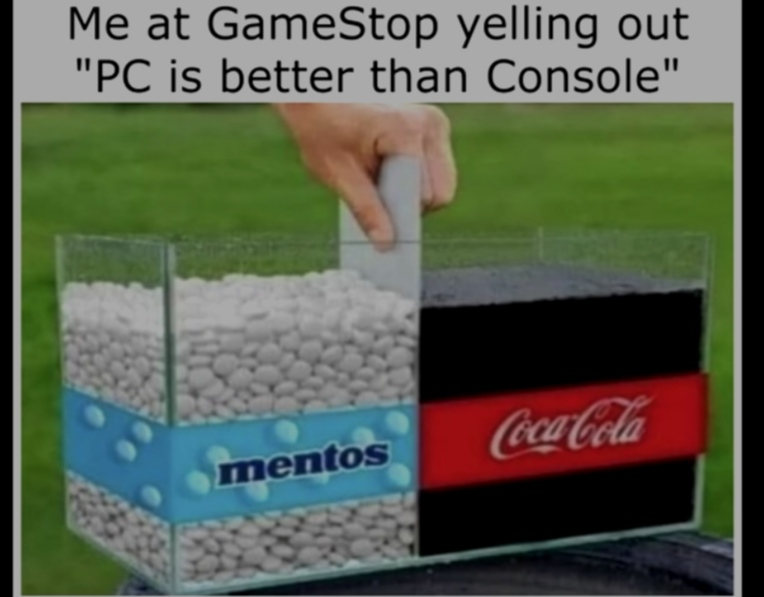 Me at GameStop yelling out
"PC is better than Console"
mentos
Coca-Cola